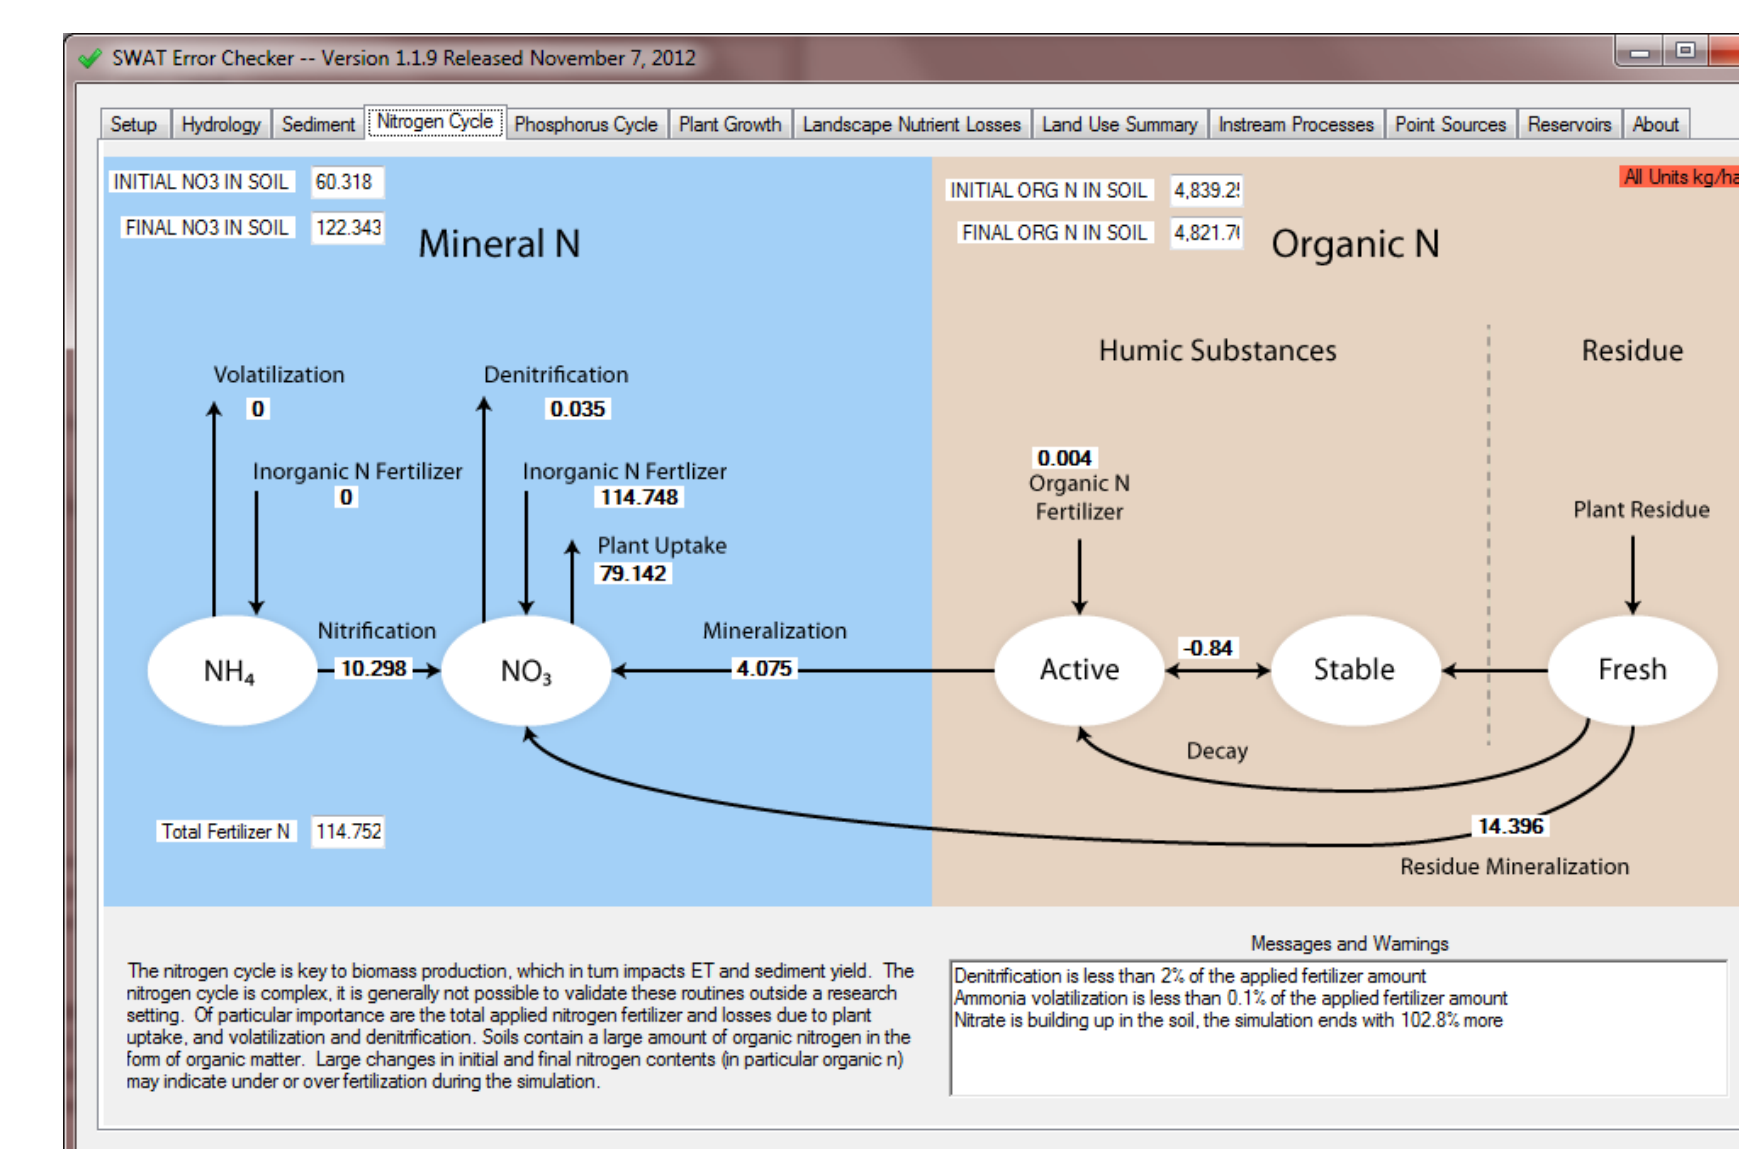 SWAT Error Checker -- Version 1.1.9 Released November 7, 2012
Setup Hydrology Sediment Nitrogen Cycle Phosphorus Cycle Plant Growth Landscape Nutrient Losses Land Use Summary Instream Processes Point Sources Reservoirs About
INITIAL NO3 IN SOIL 60.318
FINAL NO3 IN SOIL 122.343
Mineral N
INITIAL ORG N IN SOIL 4,839.2
FINAL ORG N IN SOIL 4,821.7
Organic N
All Units kg/ha
Humic Substances
Residue
Volatilization
0
Denitrification
0.035
Inorganic N Fertilizer
0
Inorganic N Fertlizer
114.748
Plant Uptake
79.142
0.004
Organic N
Fertilizer
Plant Residue
Nitrification
10.298
Mineralization
4.075
-0.84
NH₄
NO₃
Active
Stable
Fresh
Decay
14.396
Residue Mineralization
Total Fertilizer N 114.752
The nitrogen cycle is key to biomass production, which in turn impacts ET and sediment yield. The
nitrogen cycle is complex, it is generally not possible to validate these routines outside a research
setting. Of particular importance are the total applied nitrogen fertilizer and losses due to plant
uptake, and volatilization and denitrification. Soils contain a large amount of organic nitrogen in the
form of organic matter. Large changes in initial and final nitrogen contents (in particular organic n)
may indicate under or over fertilization during the simulation.
Messages and Warnings
Denitrification is less than 2% of the applied fertilizer amount
Ammonia volatilization is less than 0.1% of the applied fertilizer amount
Nitrate is building up in the soil, the simulation ends with 102.8% more